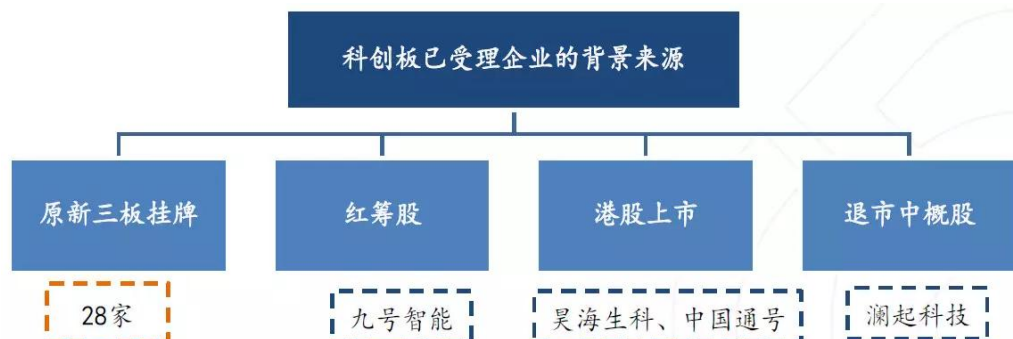 科创板已受理企业的背景来源
原新三板挂牌
红筹股
港股上市
退市中概股
28家
九号智能
昊海生科、中国通号
澜起科技